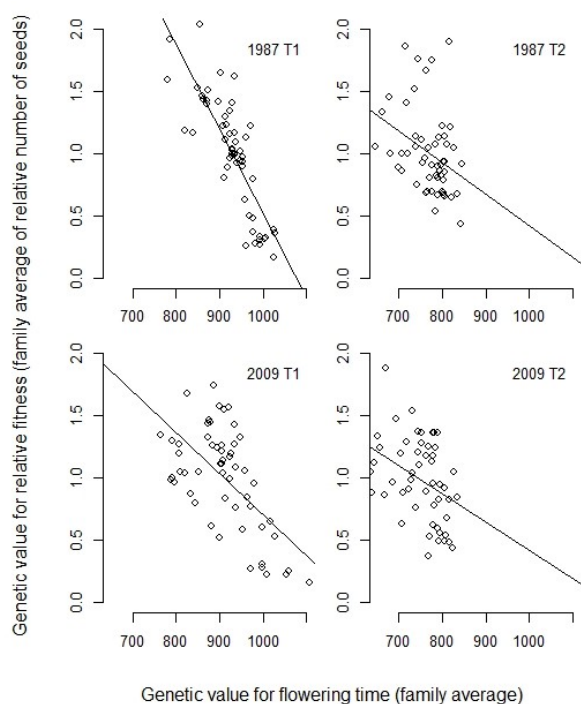 Genetic value for relative fitness (family average of relative number of seeds)
2.0
1.5
1.0
0.5
0.0
1987 T1
700 800 900 1000
2.0
1.5
1.0
0.5
0.0
1987 T2
700 800 900 1000
2.0
1.5
1.0
0.5
0.0
2009 T1
700 800 900 1000
2.0
1.5
1.0
0.5
0.0
2009 T2
700 800 900 1000
Genetic value for flowering time (family average)